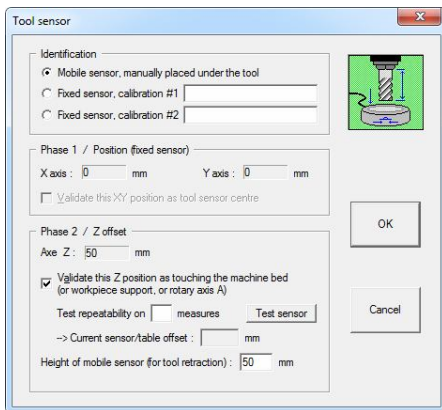 Tool sensor
Identification
Mobile sensor, manually placed under the tool
Fixed sensor, calibration #1
Fixed sensor, calibration #2
Phase 1 / Position (fixed sensor)
X axis : 0 mm Y axis : 0 mm
Validate this XY position as tool sensor centre
Phase 2 / Z offset
Axe Z : 50 mm
Validate this Z position as touching the machine bed
(or workpiece support, or rotary axis A)
Test repeatability on measures Test sensor
--> Current sensor/table offset : mm
Height of mobile sensor (for tool retraction) : 50 mm
OK
Cancel